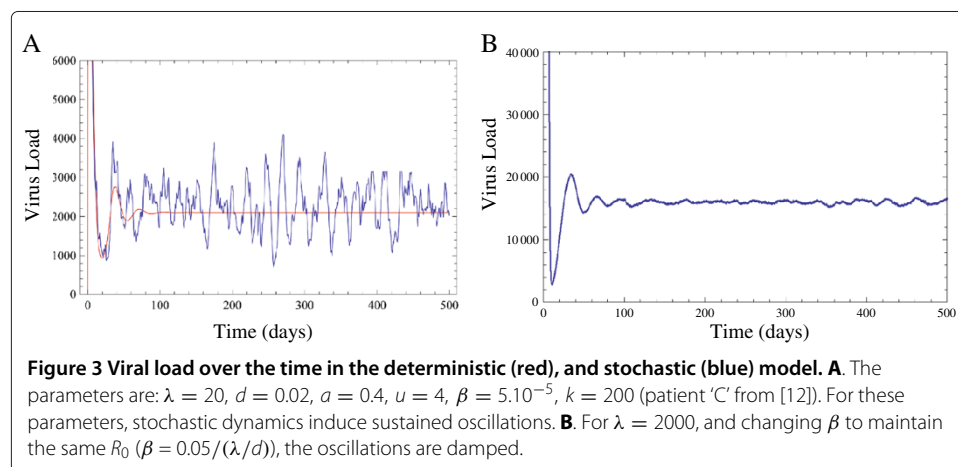 A
Virus Load
6000
5000
4000
3000
2000
1000
0
0 100 200 300 400 500
Time (days)
B
Virus Load
40 000
30 000
20 000
10 000
0
0 100 200 300 400 500
Time (days)
Figure 3 Viral load over the time in the deterministic (red), and stochastic (blue) model. A. The
parameters are: λ = 20, d = 0.02, a = 0.4, u = 4, β = 5.10⁻⁵, k = 200 (patient ‘C’ from [12]). For these
parameters, stochastic dynamics induce sustained oscillations. B. For λ = 2000, and changing β to maintain
the same R₀ (β = 0.05/(λ/d)), the oscillations are damped.